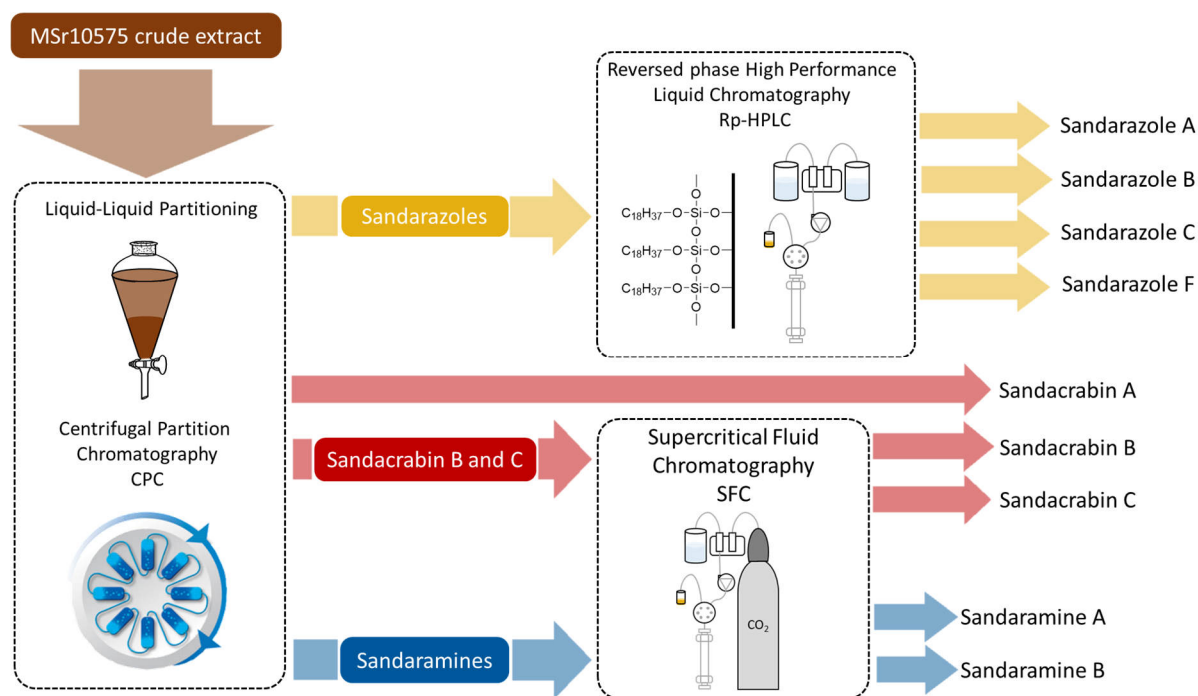 MSr10575 crude extract
Liquid-Liquid Partitioning
Centrifugal Partition
Chromatography
CPC
Sandarazoles
Reversed phase High Performance
Liquid Chromatography
Rp-HPLC
O
C₁₈H₃₇–O–Si–O–
O
C₁₈H₃₇–O–Si–O–
O
C₁₈H₃₇–O–Si–O–
O
Sandarazole A
Sandarazole B
Sandarazole C
Sandarazole F
Sandacrabin A
Sandacrabin B and C
Supercritical Fluid
Chromatography
SFC
CO₂
Sandacrabin B
Sandacrabin C
Sandaramines
Sandaramine A
Sandaramine B